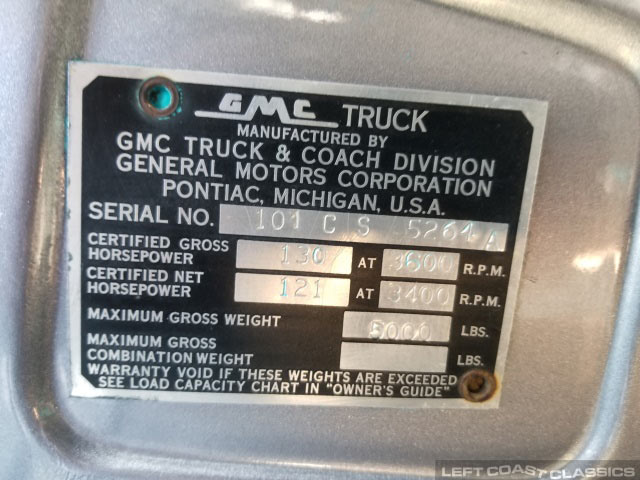 GMC TRUCK
MANUFACTURED BY
GMC TRUCK & COACH DIVISION
GENERAL MOTORS CORPORATION
PONTIAC, MICHIGAN, U.S.A.
SERIAL NO. 101 C S 5264 A
CERTIFIED GROSS HORSEPOWER 130 AT 3600 R.P.M.
CERTIFIED NET HORSEPOWER 121 AT 3400 R.P.M.
MAXIMUM GROSS WEIGHT 5000 LBS.
MAXIMUM GROSS COMBINATION WEIGHT LBS.
WARRANTY VOID IF THESE WEIGHTS ARE EXCEEDED
SEE LOAD CAPACITY CHART IN "OWNER'S GUIDE"
LEFT COAST CLASSICS